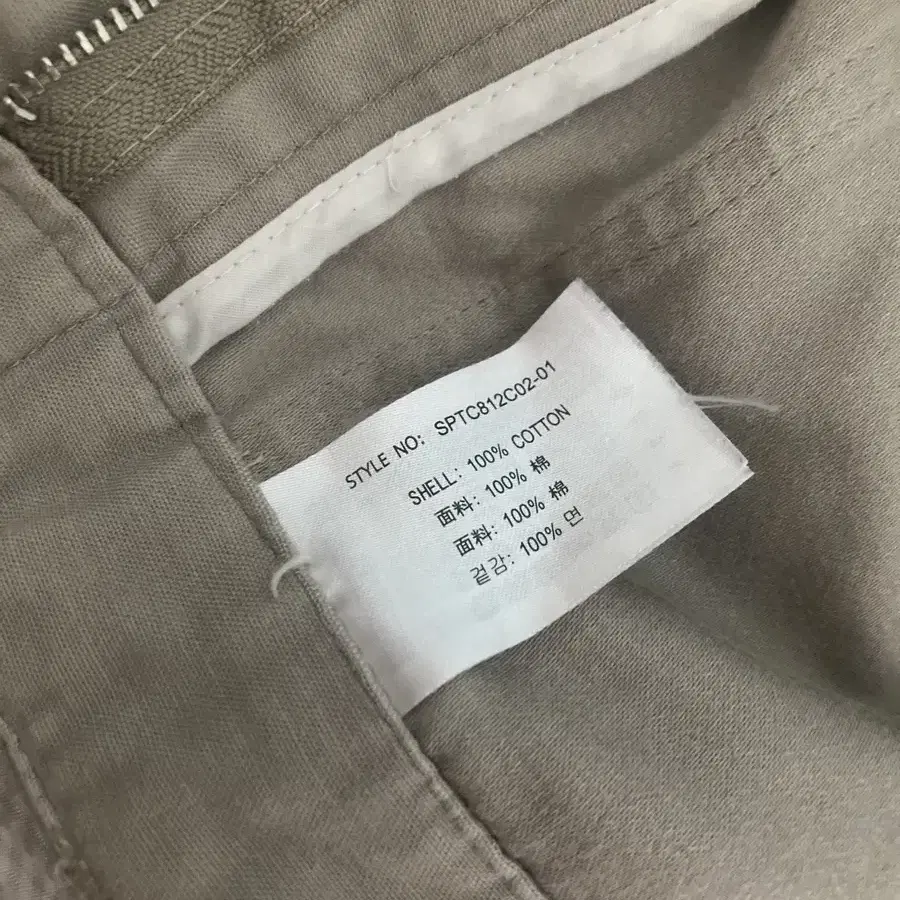 STYLE NO: SPTC812C02-01
SHELL: 100% COTTON
面料: 100% 棉
面料: 100% 棉
겉감: 100% 면